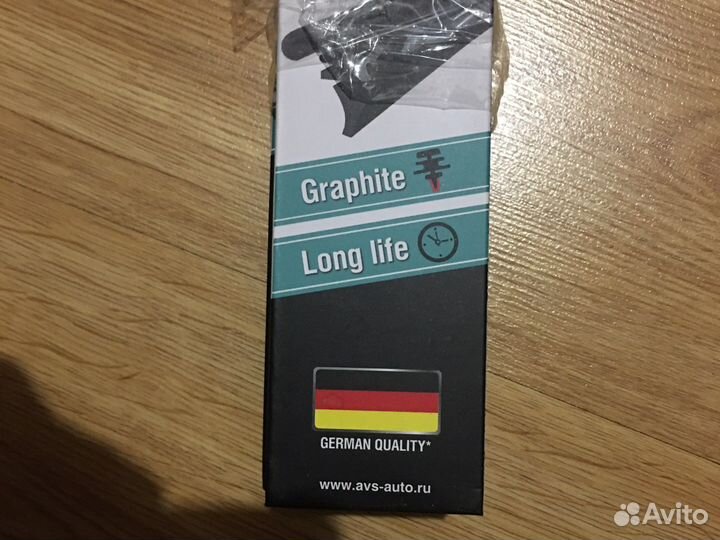 Graphite
Long life
GERMAN QUALITY*
www.avs-auto.ru
Avito